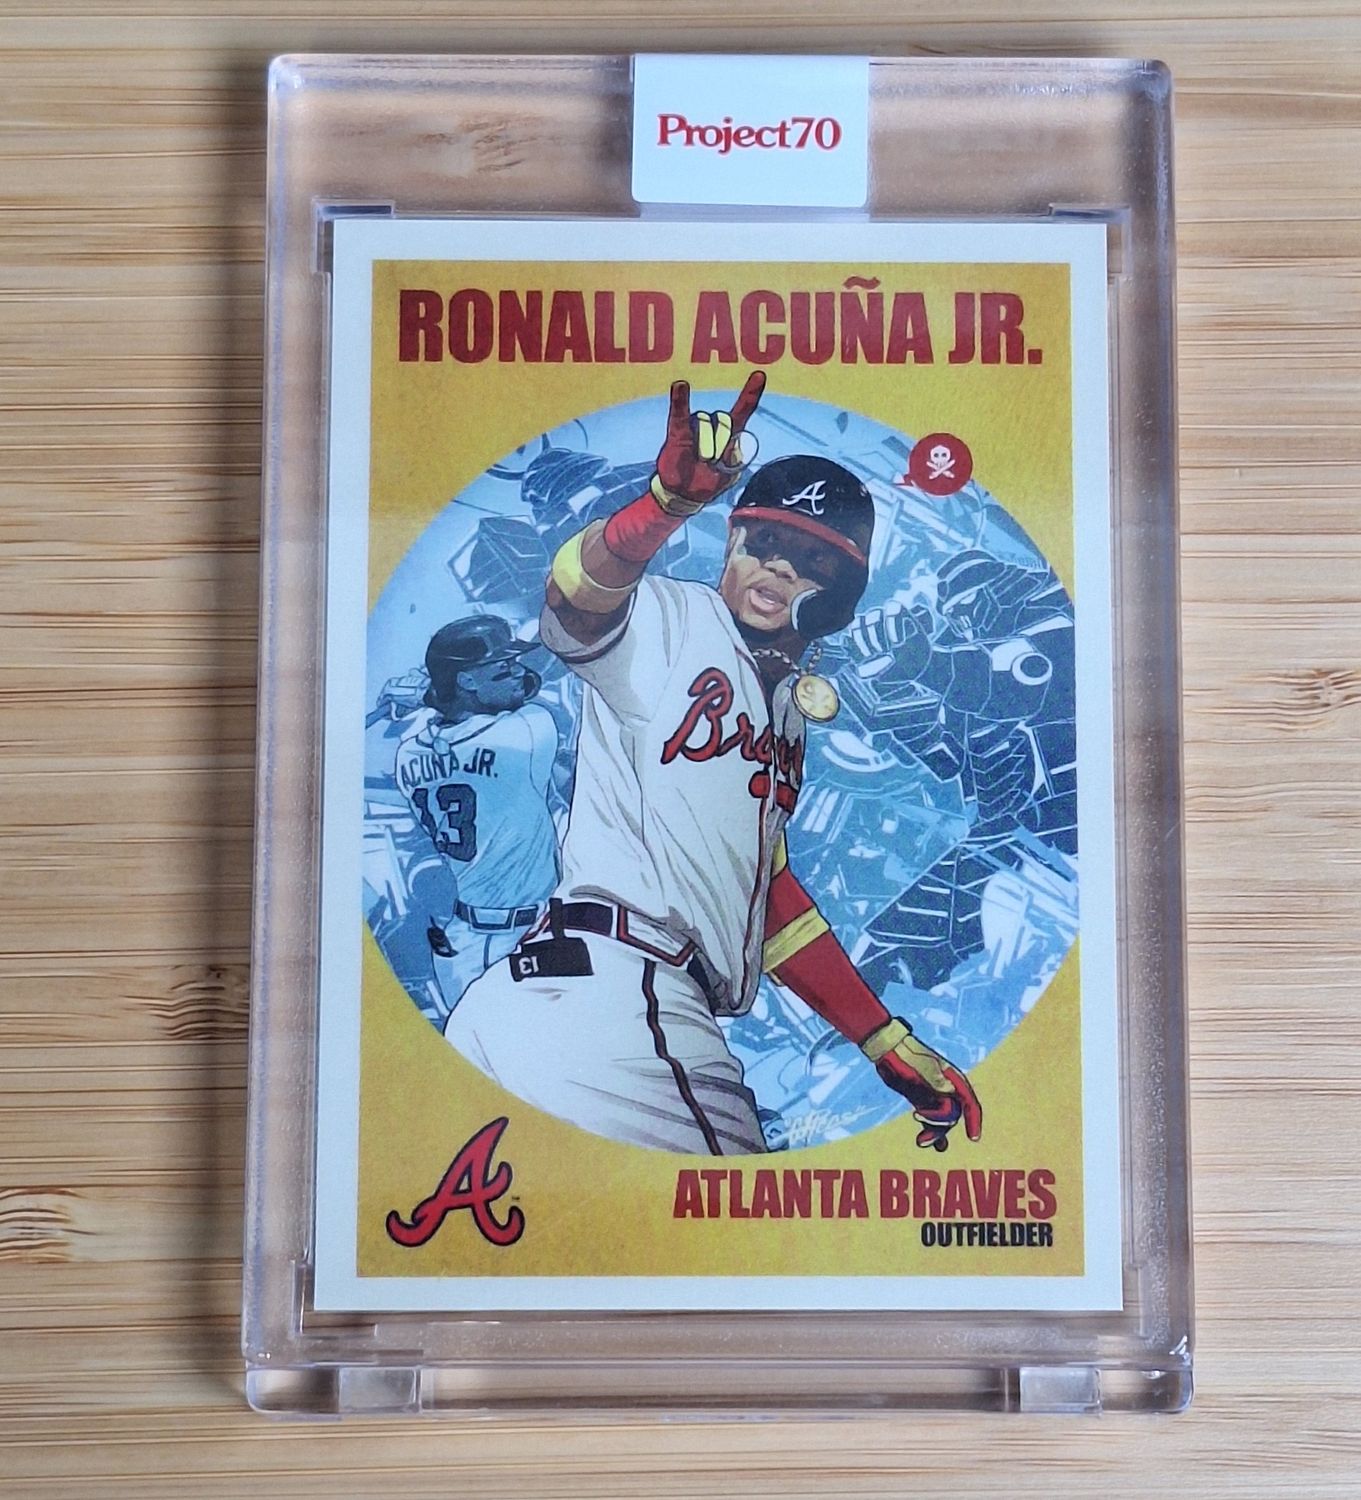 Project70
RONALD ACUÑA JR.
A
Braves
ACUÑA JR.
13
13
A
ATLANTA BRAVES
OUTFIELDER